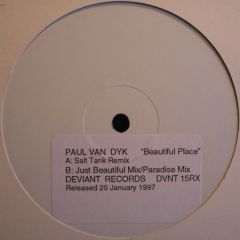 PAUL VAN DYK "Beautiful Place"
A: Salt Tank Remix
B: Just Beautiful Mix/Paradise Mix
DEVIANT RECORDS DVNT 15RX
Released 20 January 1997